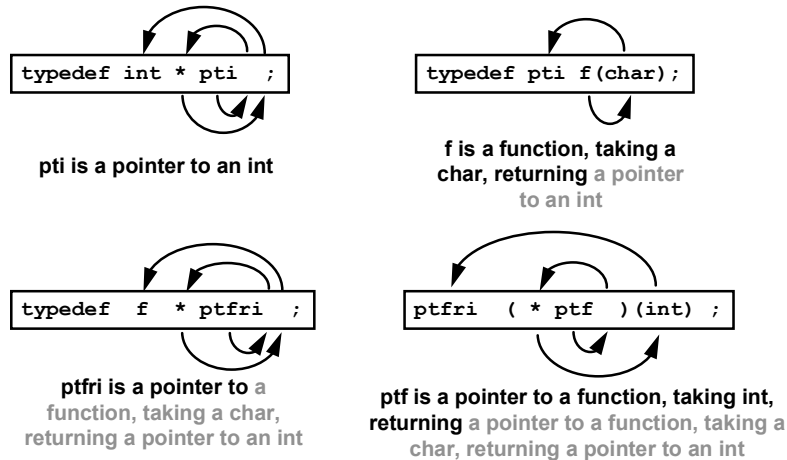 typedef int * pti ;
pti is a pointer to an int
typedef pti f(char);
f is a function, taking a
char, returning a pointer
to an int
typedef f * ptfri ;
ptfri is a pointer to a
function, taking a char,
returning a pointer to an int
ptfri ( * ptf )(int) ;
ptf is a pointer to a function, taking int,
returning a pointer to a function, taking a
char, returning a pointer to an int